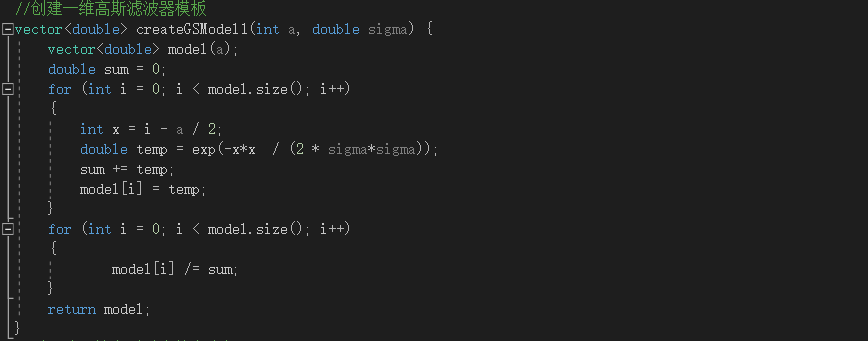 //创建一维高斯滤波器模板
vector<double> createGSModel1(int a, double sigma) {
vector<double> model(a);
double sum = 0;
for (int i = 0; i < model.size(); i++)
{
int x = i - a / 2;
double temp = exp(-x*x  / (2 * sigma*sigma));
sum += temp;
model[i] = temp;
}
for (int i = 0; i < model.size(); i++)
{
model[i] /= sum;
}
return model;
}